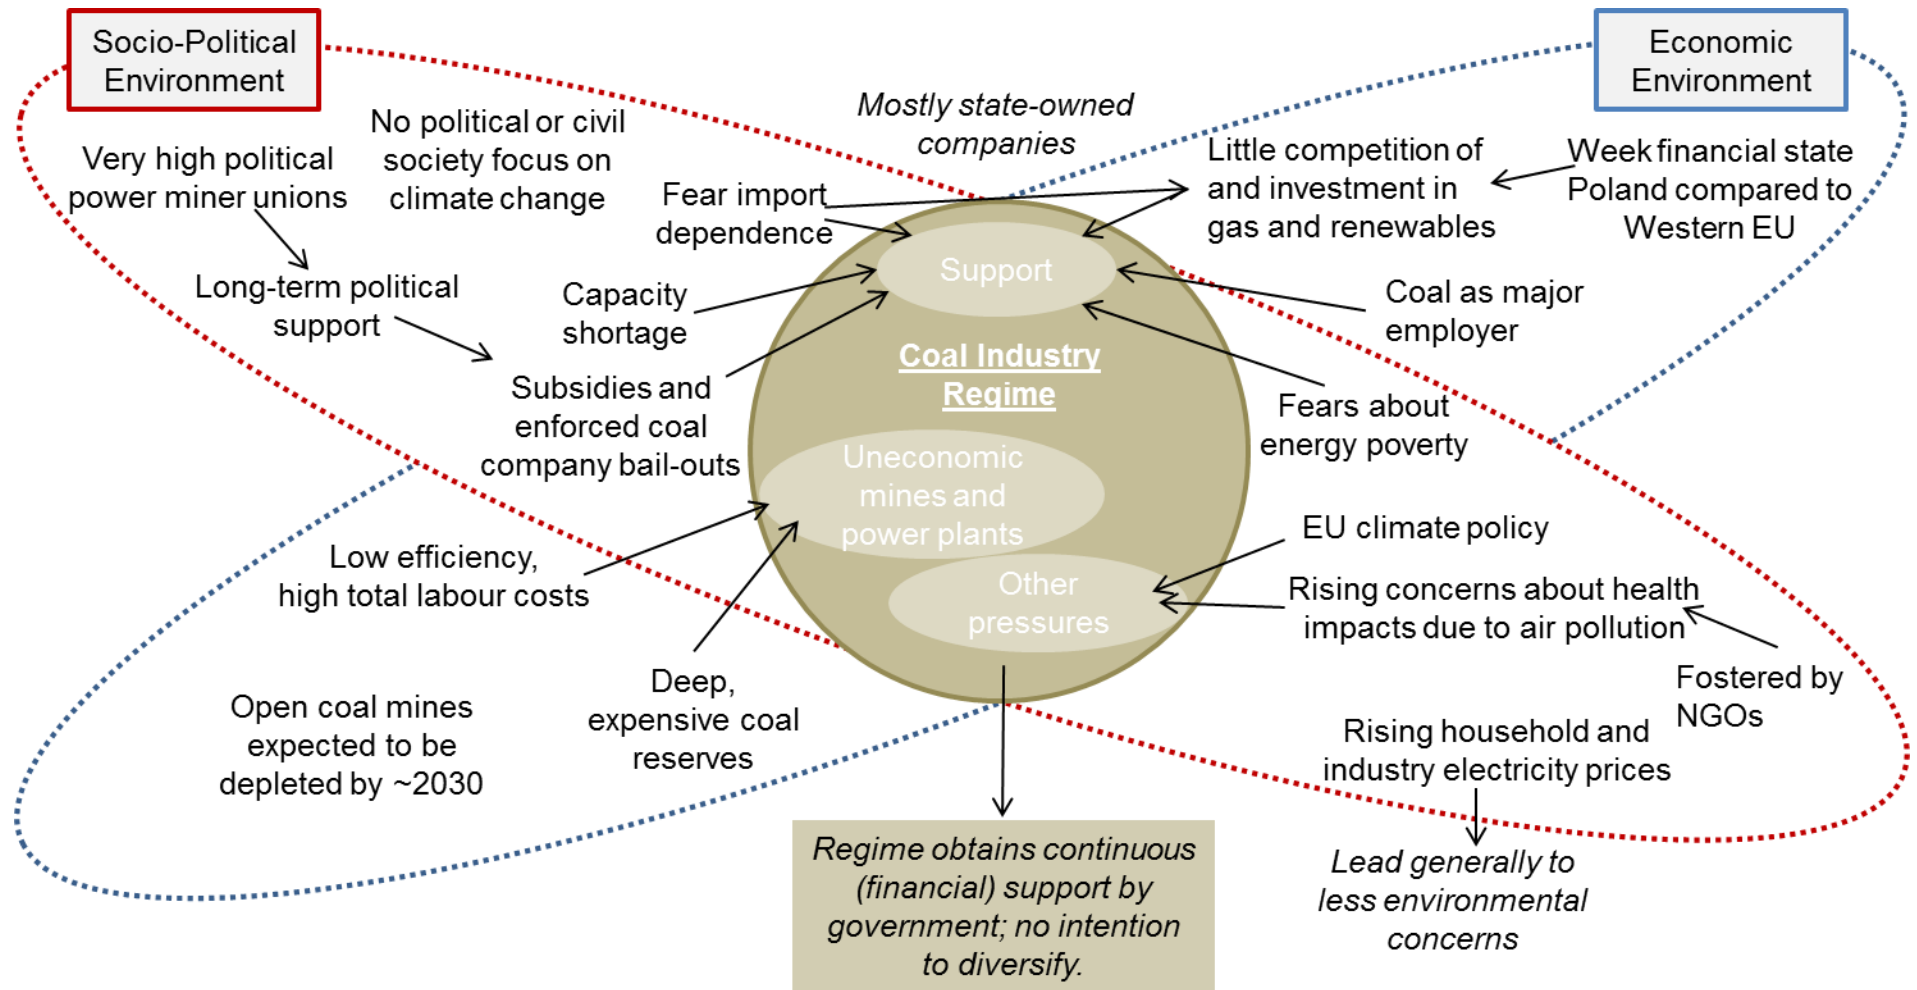 Socio-Political
Environment
Economic
Environment
Mostly state-owned
companies
No political or civil
society focus on
climate change
Very high political
power miner unions
Fear import
dependence
Little competition of
and investment in
gas and renewables
Week financial state
Poland compared to
Western EU
Support
Long-term political
support
Capacity
shortage
Coal as major
employer
Coal Industry
Regime
Subsidies and
enforced coal
company bail-outs
Fears about
energy poverty
Uneconomic
mines and
power plants
Low efficiency,
high total labour costs
EU climate policy
Other
pressures
Rising concerns about health
impacts due to air pollution
Fostered by
NGOs
Deep,
expensive coal
reserves
Open coal mines
expected to be
depleted by ~2030
Rising household and
industry electricity prices
Regime obtains continuous
(financial) support by
government; no intention
to diversify.
Lead generally to
less environmental
concerns